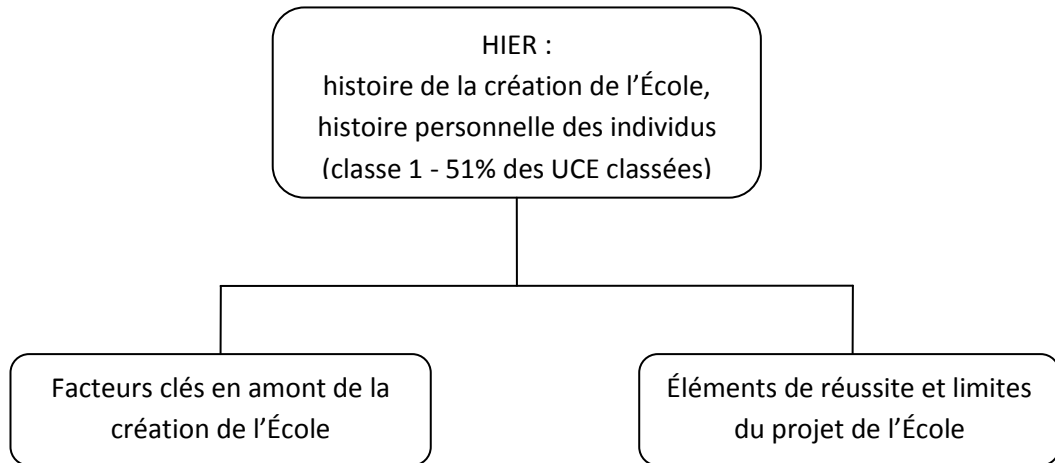 HIER :
histoire de la création de l'École,
histoire personnelle des individus
(classe 1 - 51% des UCE classées)
Facteurs clés en amont de la
création de l'École
Éléments de réussite et limites
du projet de l'École